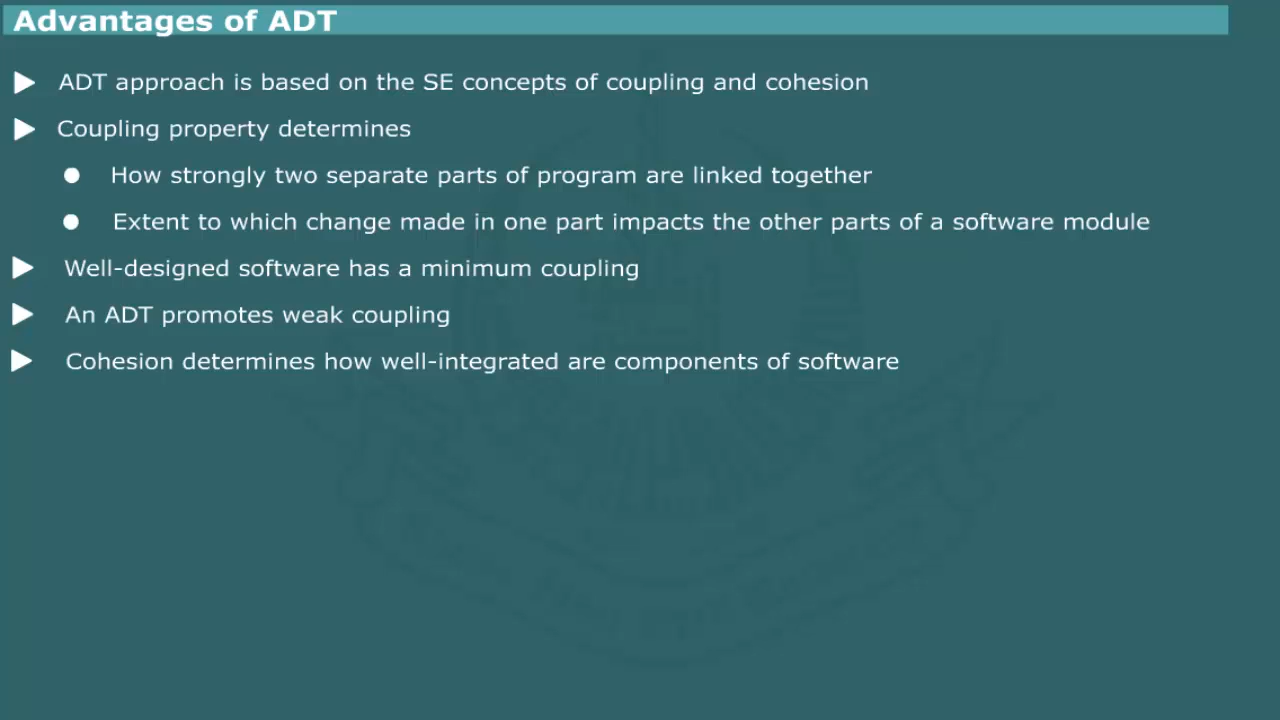 Advantages of ADT
ADT approach is based on the SE concepts of coupling and cohesion
Coupling property determines
How strongly two separate parts of program are linked together
Extent to which change made in one part impacts the other parts of a software module
Well-designed software has a minimum coupling
An ADT promotes weak coupling
Cohesion determines how well-integrated are components of software